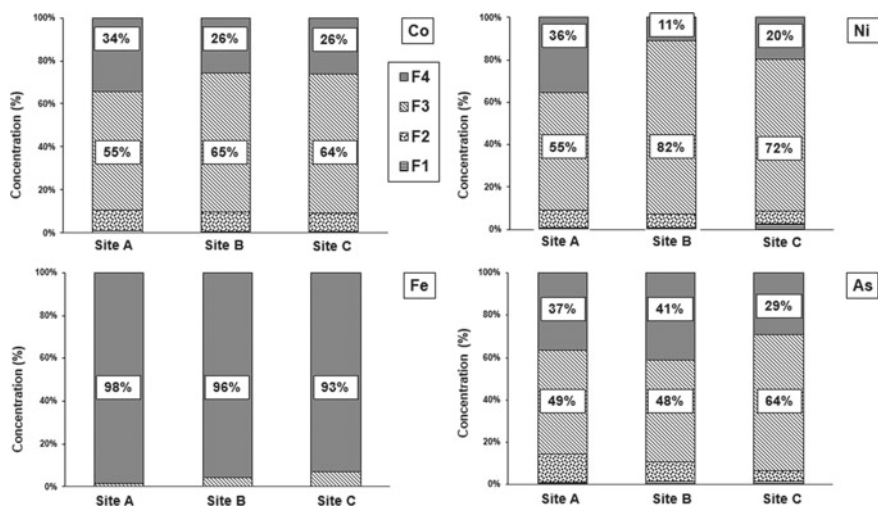 Co
Concentration (%)
100%
80%
60%
40%
20%
0%
34%
26%
26%
55%
65%
64%
Site A
Site B
Site C
F4
F3
F2
F1
Ni
Concentration (%)
100%
80%
60%
40%
20%
0%
36%
11%
20%
55%
82%
72%
Site A
Site B
Site C
Fe
Concentration (%)
100%
80%
60%
40%
20%
0%
98%
96%
93%
Site A
Site B
Site C
As
Concentration (%)
100%
80%
60%
40%
20%
0%
37%
41%
29%
49%
48%
64%
Site A
Site B
Site C